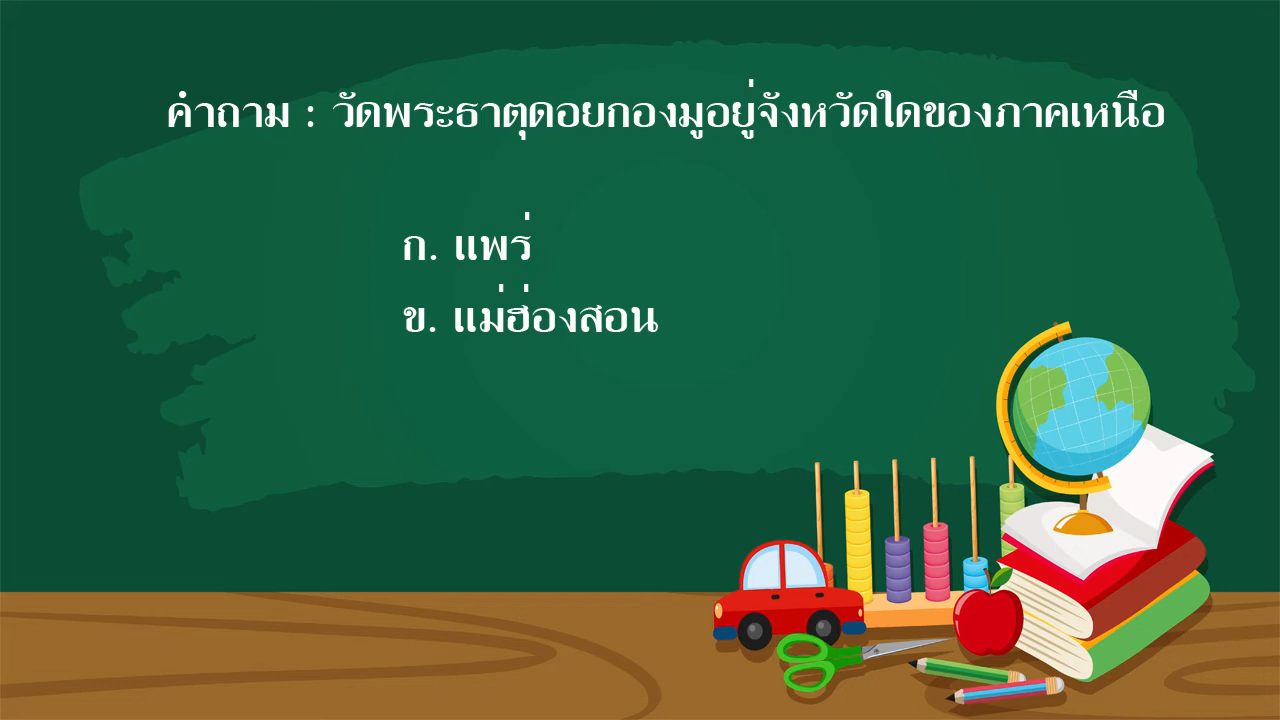 คำถาม : วัดพระธาตุดอยกองมูอยู่จังหวัดใดของภาคเหนือ
ก. แพร่
ข. แม่ฮ่องสอน